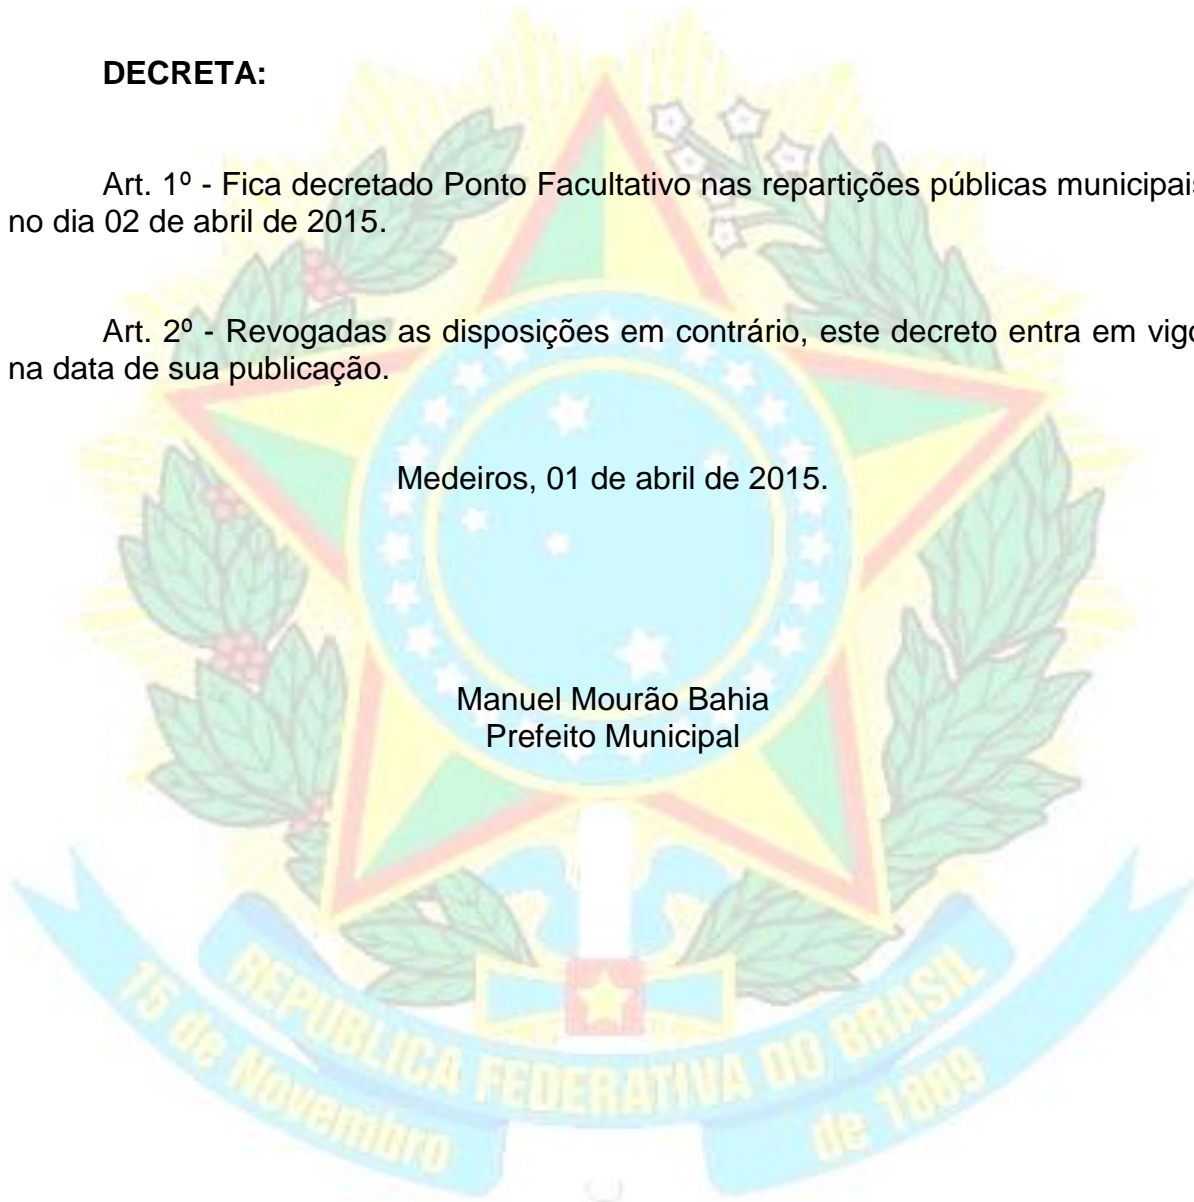 DECRETA:
Art. 1º - Fica decretado Ponto Facultativo nas repartições públicas municipais
no dia 02 de abril de 2015.
Art. 2º - Revogadas as disposições em contrário, este decreto entra em vigo
na data de sua publicação.
Medeiros, 01 de abril de 2015.
Manuel Mourão Bahia
Prefeito Municipal
REPUBLICA FEDERATIVA DO BRASIL
15 de Novembro de 1889